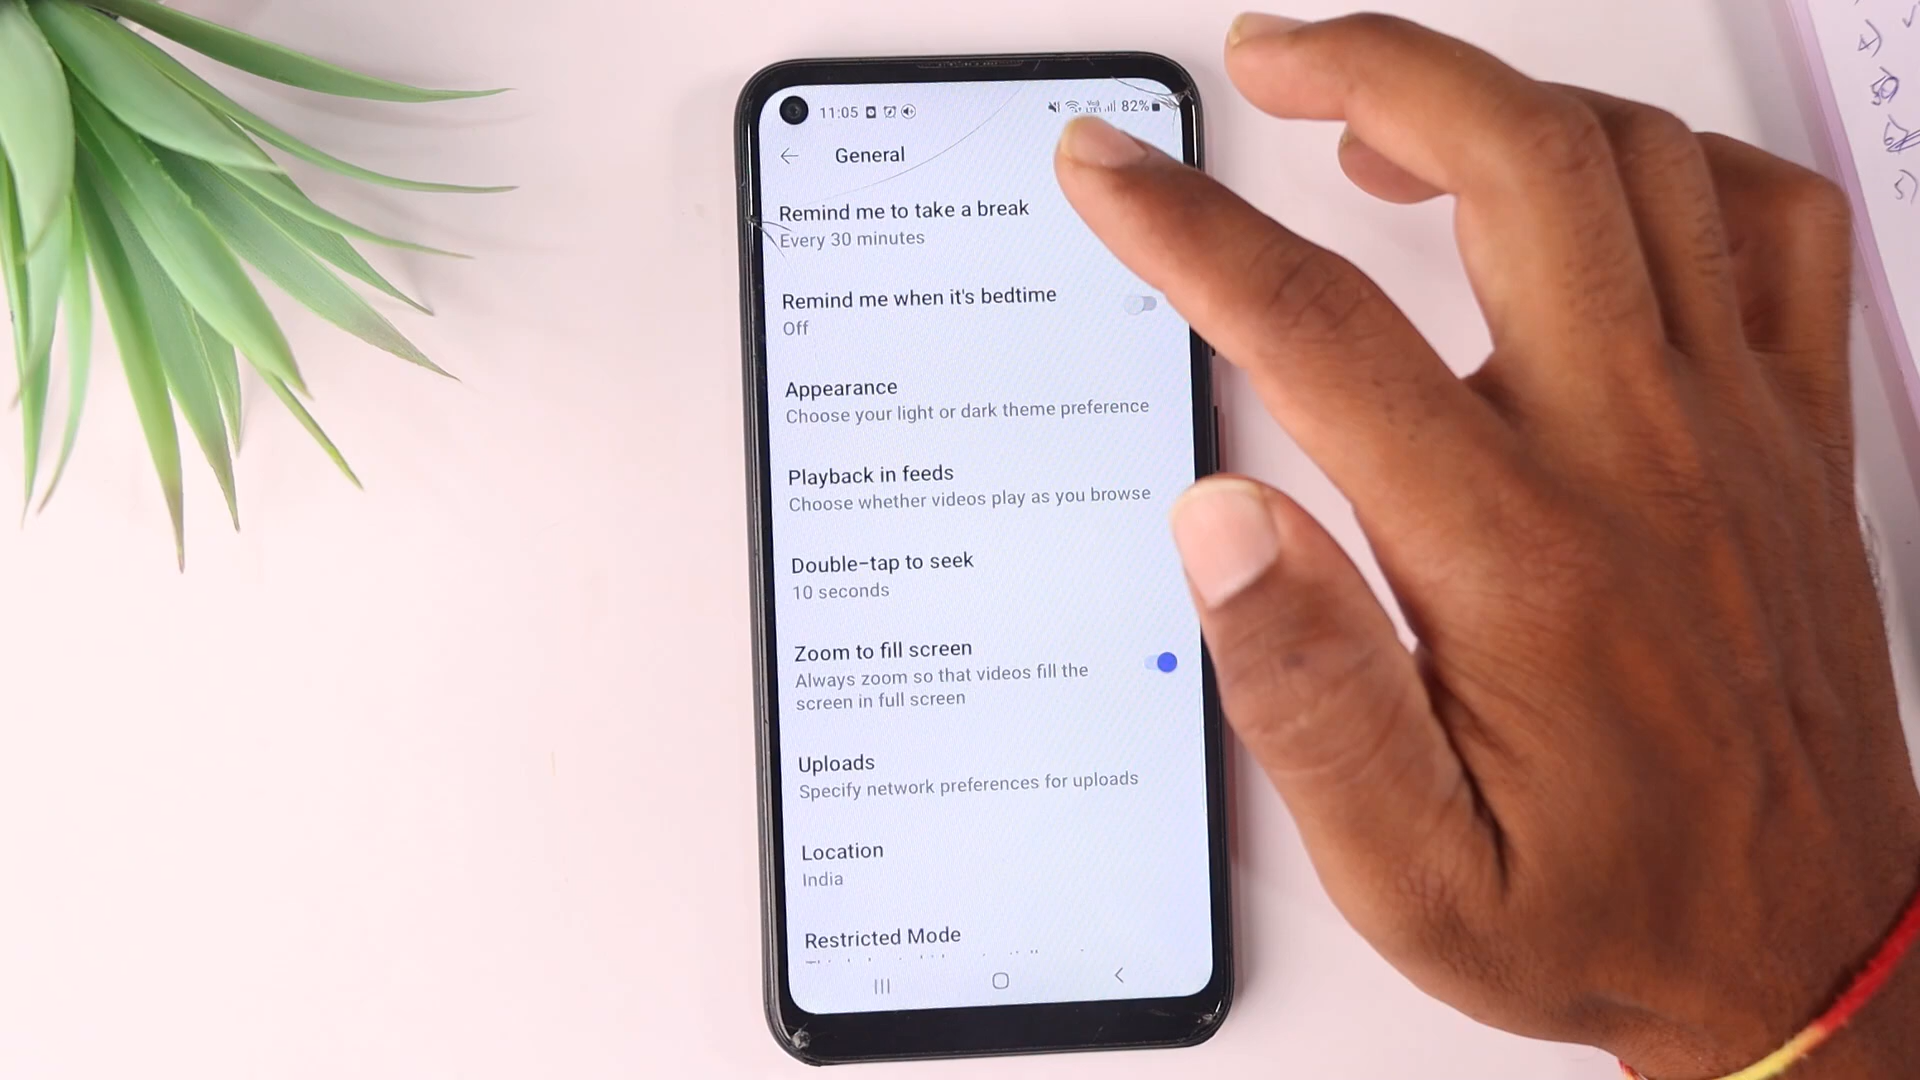 11:05
82%
General
Remind me to take a break
Every 30 minutes
Remind me when it's bedtime
Off
Appearance
Choose your light or dark theme preference
Playback in feeds
Choose whether videos play as you browse
Double-tap to seek
10 seconds
Zoom to fill screen
Always zoom so that videos fill the
screen in full screen
Uploads
Specify network preferences for uploads
Location
India
Restricted Mode